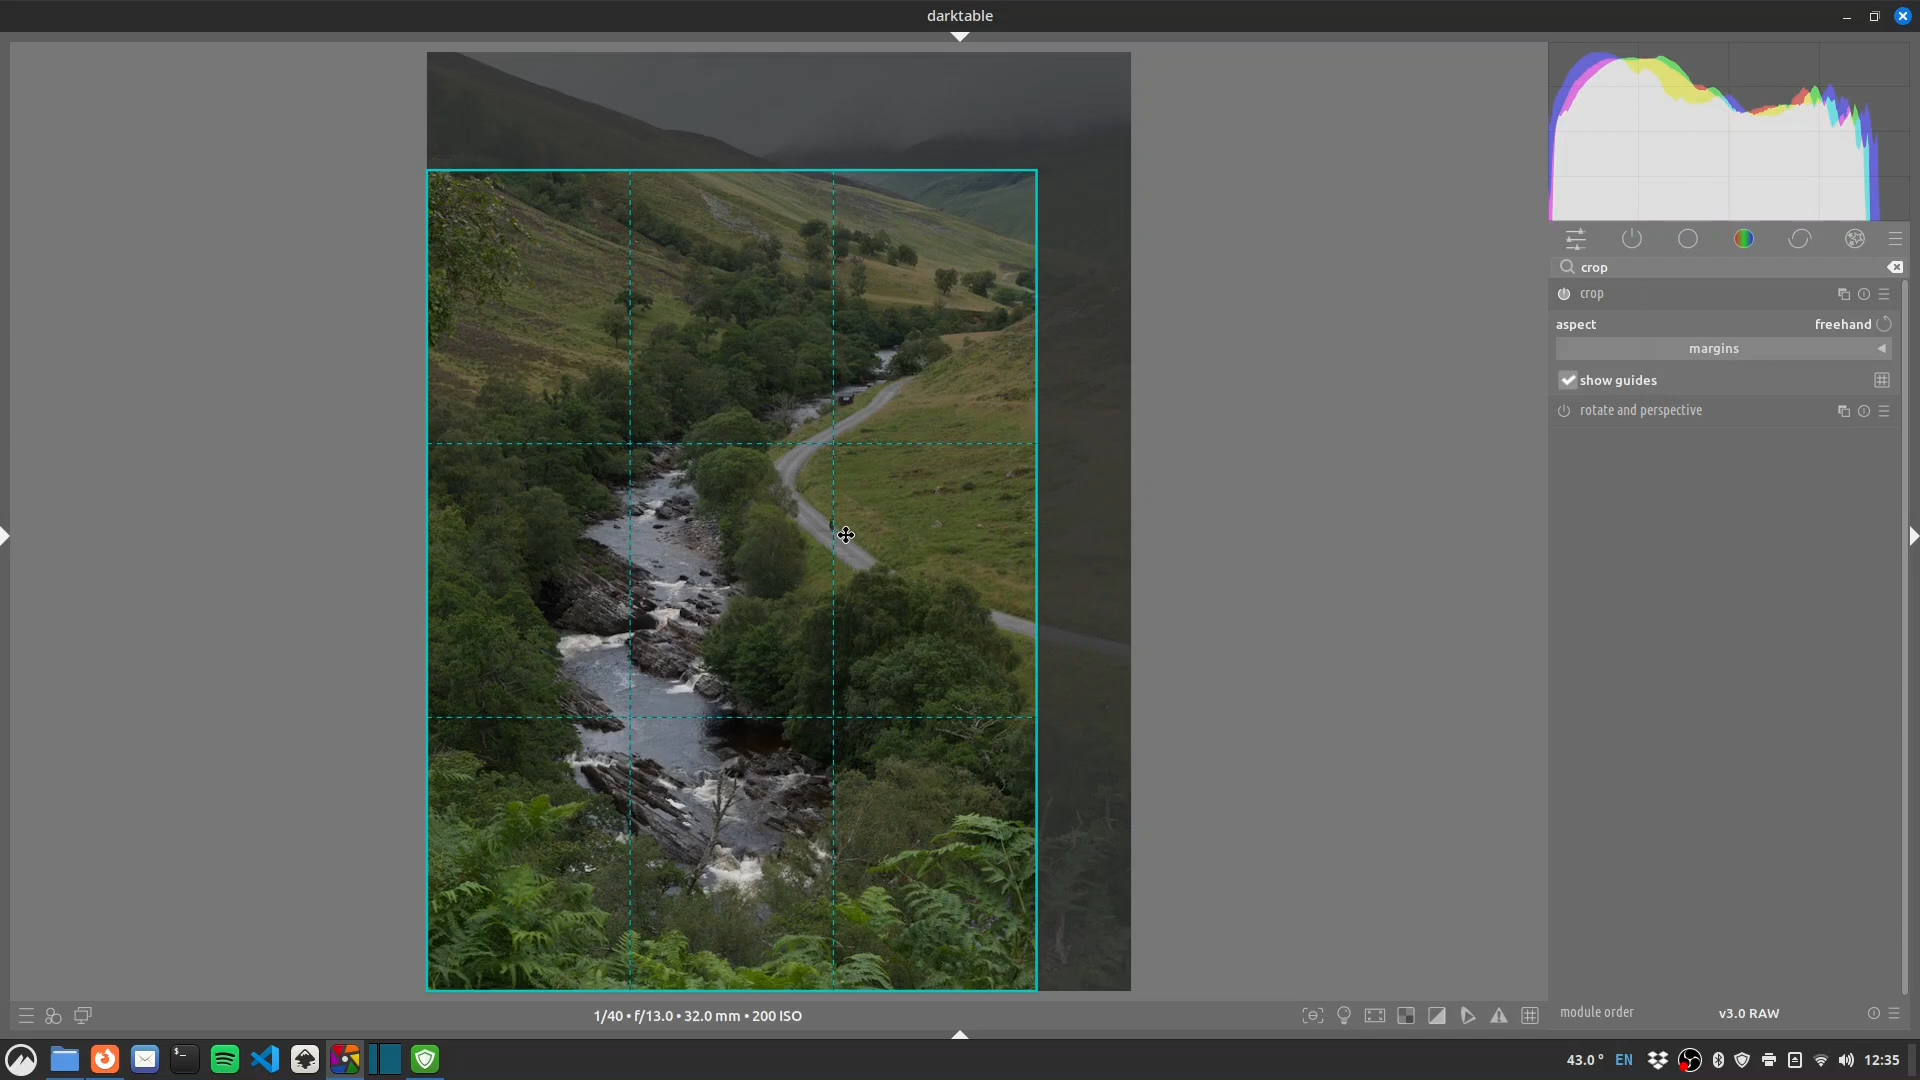 darktable
crop
crop
aspect freehand
margins
show guides
rotate and perspective
1/40 • f/13.0 • 32.0 mm • 200 ISO
module order v3.0 RAW
43.0 ° EN 12:35